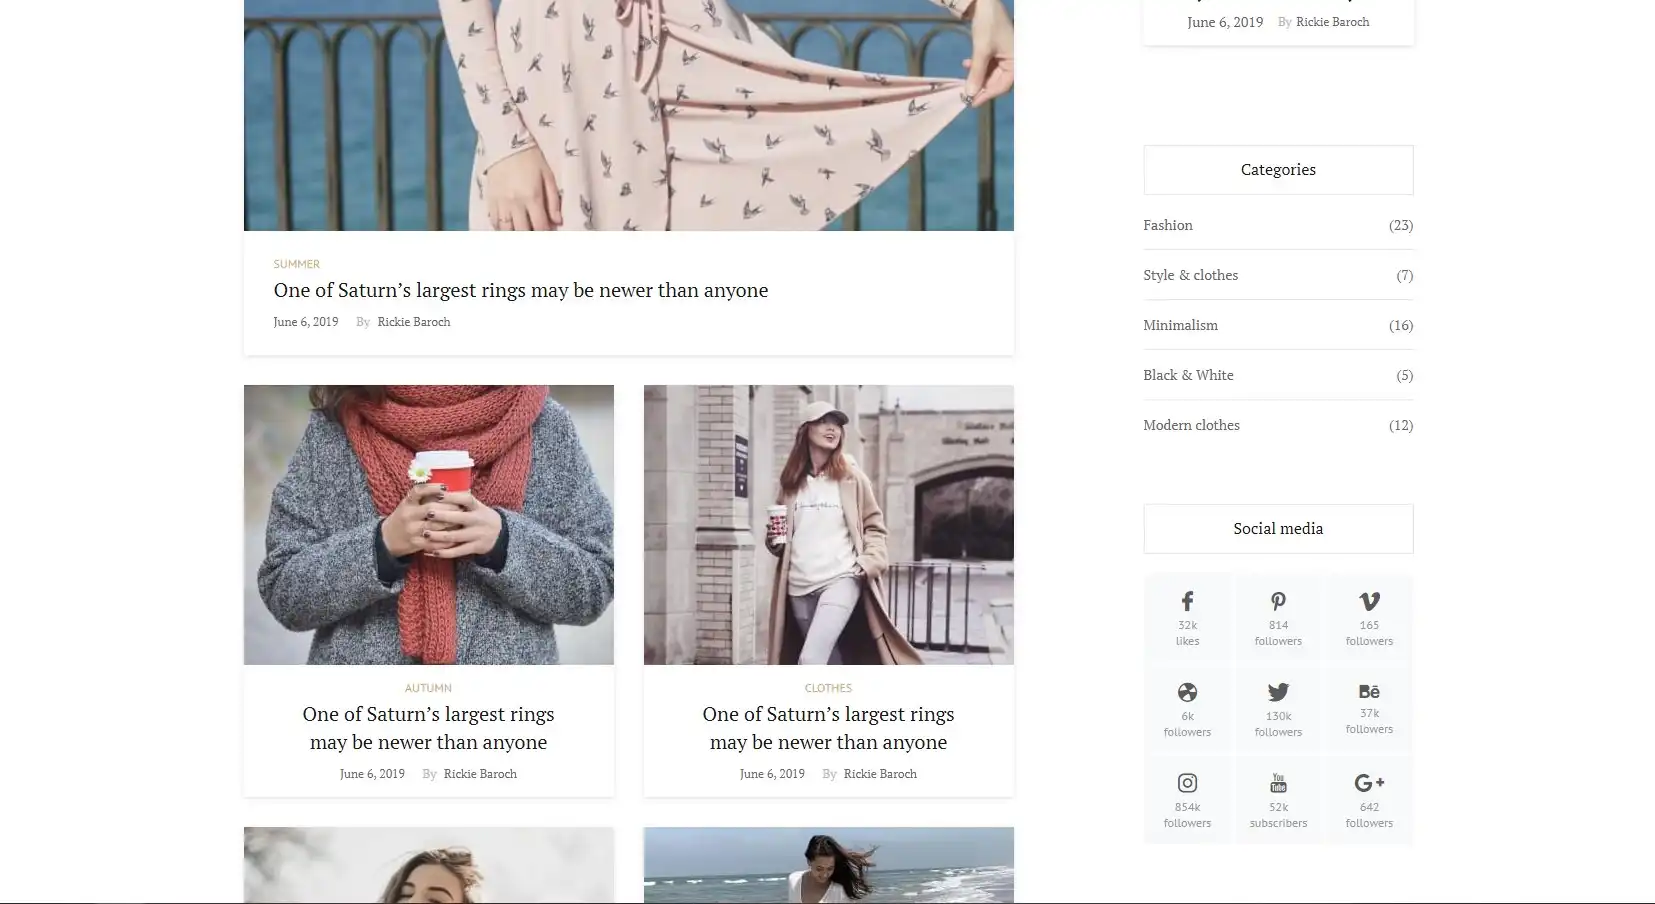 June 6, 2019 By Rickie Baroch
SUMMER
One of Saturn’s largest rings may be newer than anyone
June 6, 2019 By Rickie Baroch
AUTUMN
One of Saturn’s largest rings
may be newer than anyone
June 6, 2019 By Rickie Baroch
CLOTHES
One of Saturn’s largest rings
may be newer than anyone
June 6, 2019 By Rickie Baroch
Categories
Fashion (23)
Style & clothes (7)
Minimalism (16)
Black & White (5)
Modern clothes (12)
Social media
32k
likes
814
followers
165
followers
6k
followers
130k
followers
Bē
37k
followers
854k
followers
You
Tube
52k
subscribers
G+
642
followers